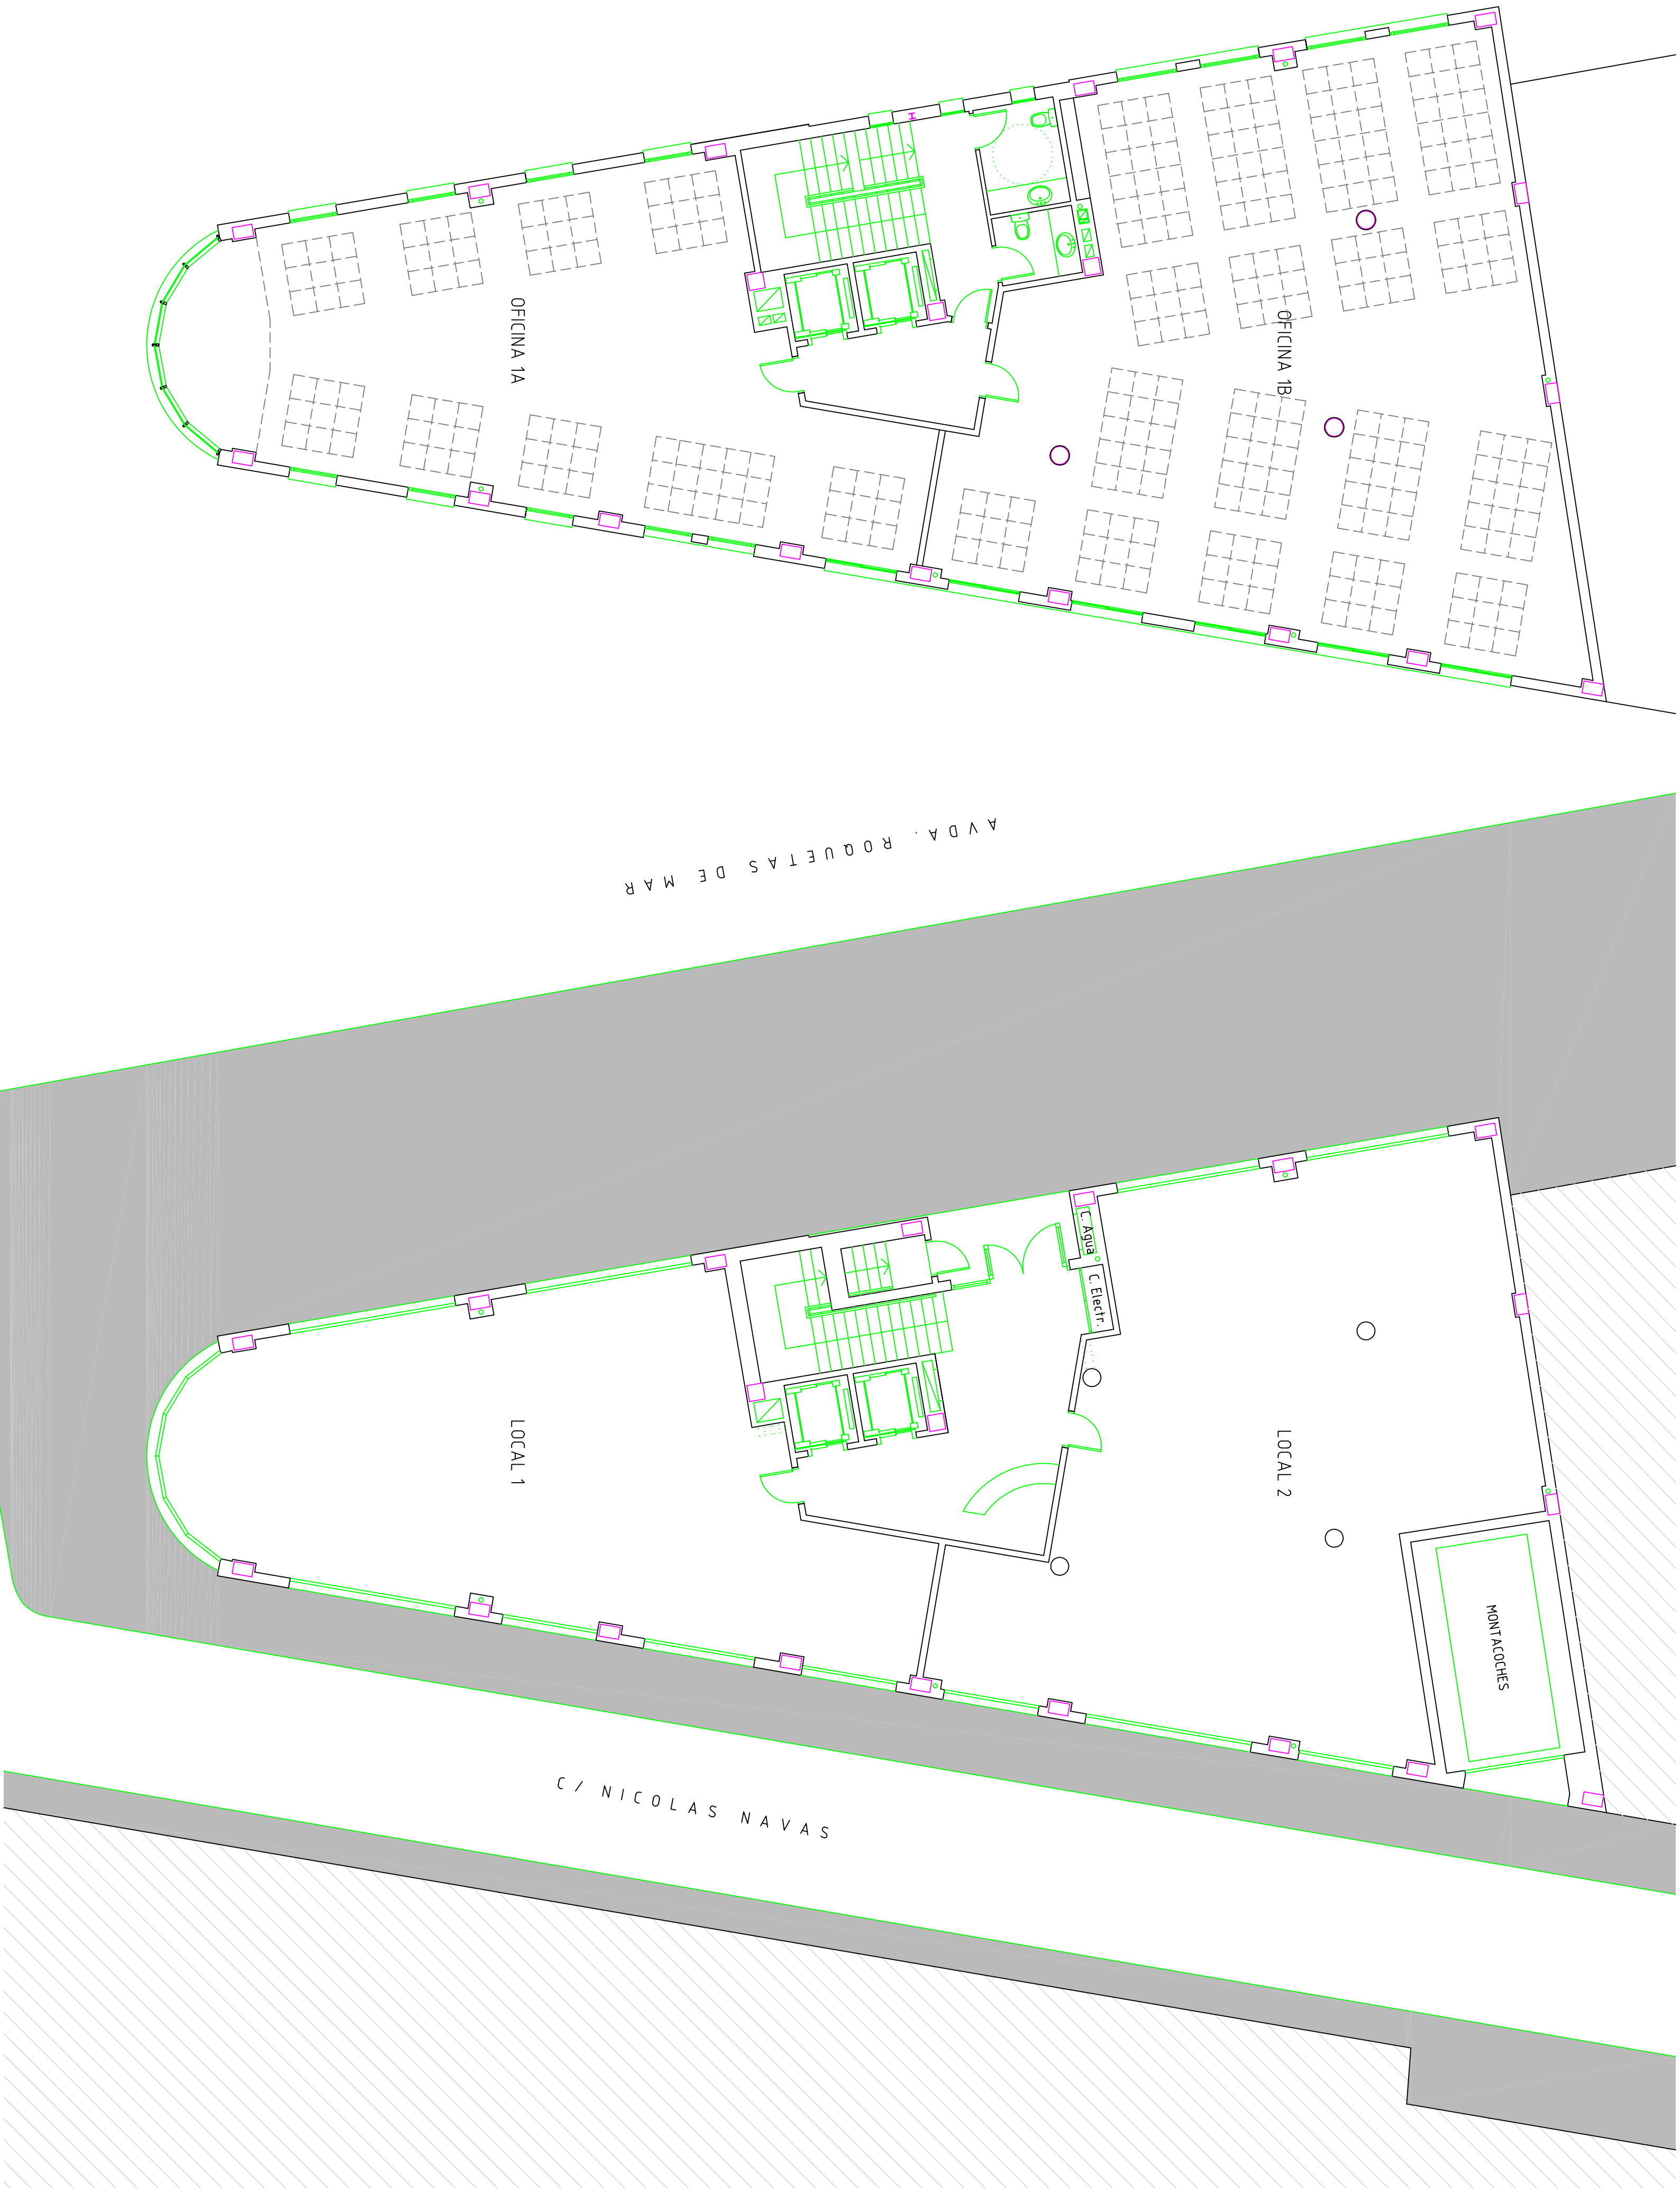 OFICINA 1A
OFICINA 1B
AVDA. ROQUETAS DE MAR
C. Agua
C. Electr.
LOCAL 1
LOCAL 2
MONTACOCHES
C/ NICOLAS NAVAS